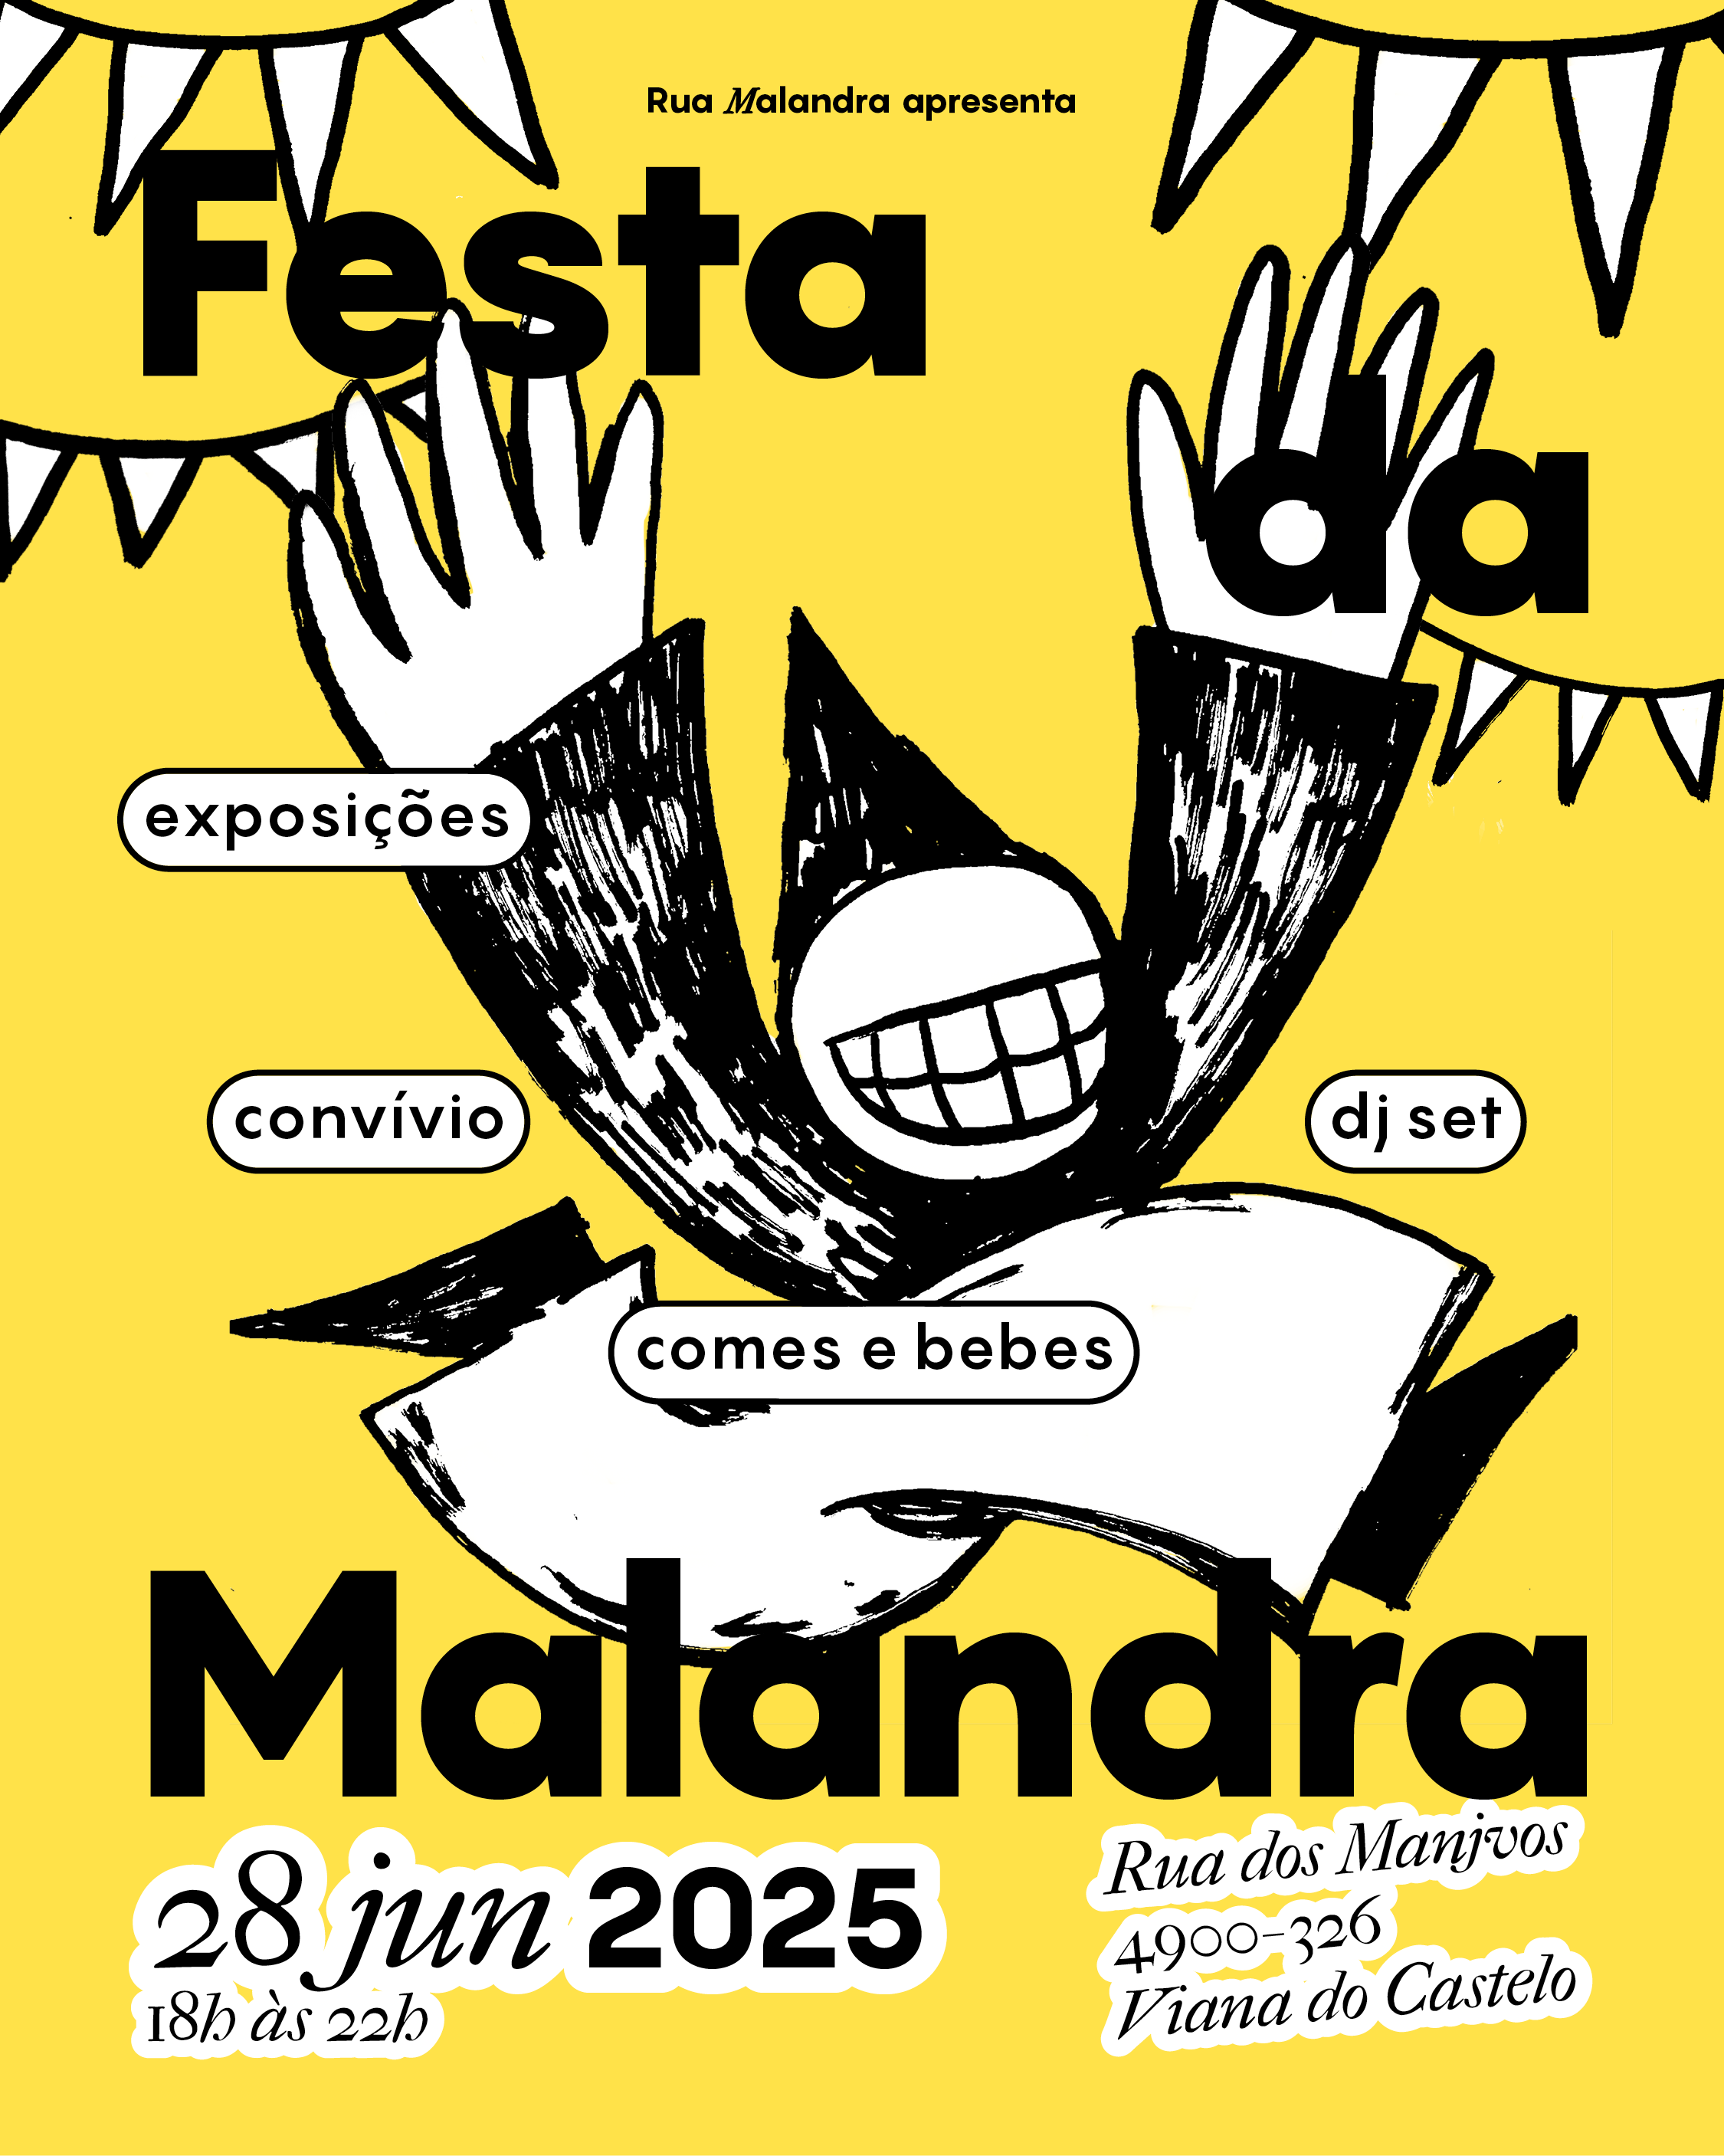 Rua Malandra apresenta
Festa
da
exposições
convívio
dj set
comes e bebes
Malandra
28 jun 2025
18h às 22h
Rua dos Manjvos
4900-326
Viana do Castelo